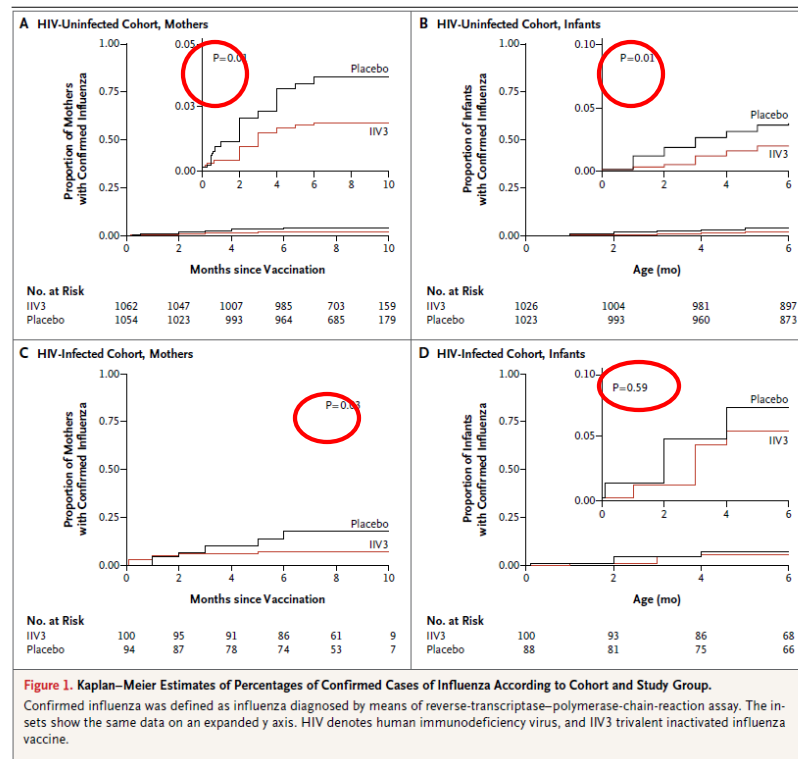 A HIV-Uninfected Cohort, Mothers
Proportion of Mothers
with Confirmed Influenza
1.00
0.75
0.50
0.25
0.00
0.05
0.03
0.00
Placebo
IIV3
0 2 4 6 8 10
0 2 4 6 8 10
Months since Vaccination
No. at Risk
IIV3 1062 1047 1007 985 703 159
Placebo 1054 1023 993 964 685 179
B HIV-Uninfected Cohort, Infants
Proportion of Infants
with Confirmed Influenza
1.00
0.75
0.50
0.25
0.00
0.10
0.05
0.00
P=0.01
Placebo
IIV3
0 2 4 6
0 2 4 6
Age (mo)
No. at Risk
IIV3 1026 1004 981 897
Placebo 1023 993 960 873
C HIV-Infected Cohort, Mothers
Proportion of Mothers
with Confirmed Influenza
1.00
0.75
0.50
0.25
0.00
P=0.03
Placebo
IIV3
0 2 4 6 8 10
Months since Vaccination
No. at Risk
IIV3 100 95 91 86 61 9
Placebo 94 87 78 74 53 7
D HIV-Infected Cohort, Infants
Proportion of Infants
with Confirmed Influenza
1.00
0.75
0.50
0.25
0.00
0.10
0.05
0.00
P=0.59
Placebo
IIV3
0 2 4 6
0 2 4 6
Age (mo)
No. at Risk
IIV3 100 93 86 68
Placebo 88 81 75 66
Figure 1. Kaplan–Meier Estimates of Percentages of Confirmed Cases of Influenza According to Cohort and Study Group.
Confirmed influenza was defined as influenza diagnosed by means of reverse-transcriptase–polymerase-chain-reaction assay. The in-
sets show the same data on an expanded y axis. HIV denotes human immunodeficiency virus, and IIV3 trivalent inactivated influenza
vaccine.